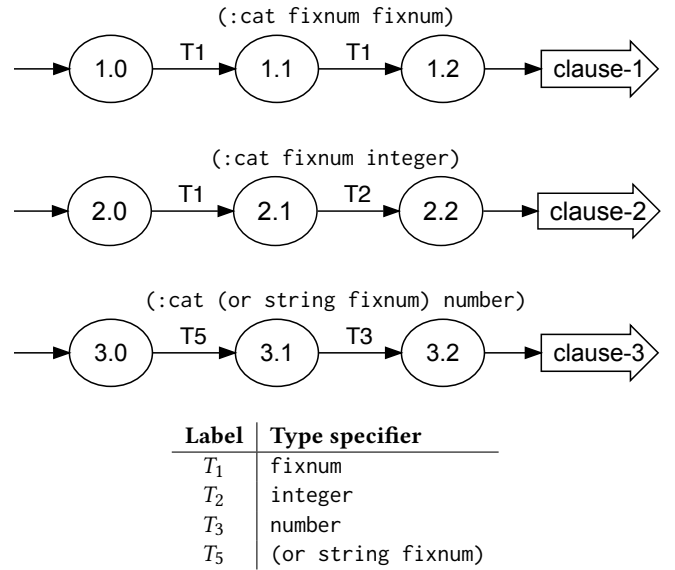 (:cat fixnum fixnum)
1.0 T1 1.1 T1 1.2 clause-1
(:cat fixnum integer)
2.0 T1 2.1 T2 2.2 clause-2
(:cat (or string fixnum) number)
3.0 T5 3.1 T3 3.2 clause-3
Label Type specifier
T1 fixnum
T2 integer
T3 number
T5 (or string fixnum)